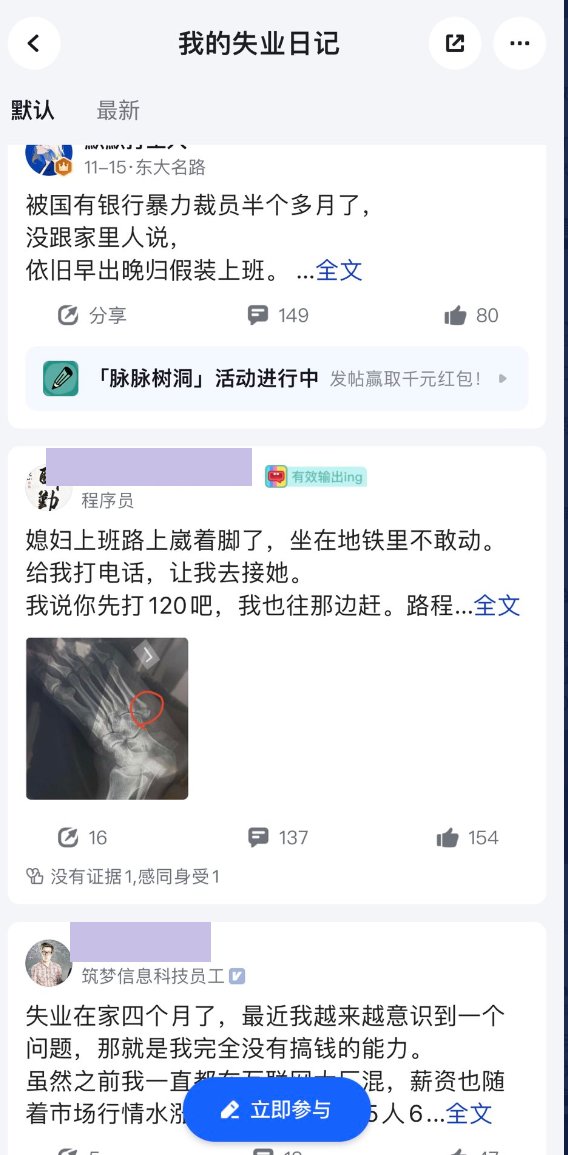 我的失业日记
默认
最新
11-15·东大名路
被国有银行暴力裁员半个多月了，
没跟家里人说，
依旧早出晚归假装上班。 ...全文
分享
149
80
「脉脉树洞」活动进行中 发帖赢取千元红包！
有效输出ing
程序员
媳妇上班路上崴着脚了，坐在地铁里不敢动。
给我打电话，让我去接她。
我说你先打120吧，我也往那边赶。路程...全文
16
137
154
没有证据1,感同身受1
筑梦信息科技员工
失业在家四个月了，最近我越来越意识到一个
问题，那就是我完全没有搞钱的能力。
虽然之前我一直都在互联网大厂混，薪资也随
着市场行情水涨
5人6...全文
立即参与